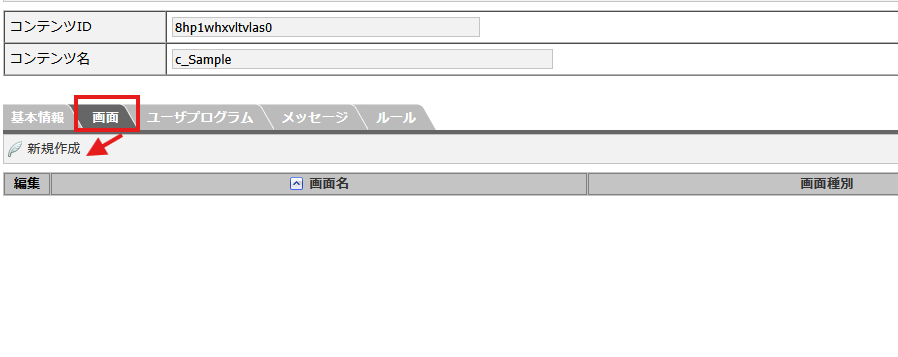 コンテンツID 8hp1whxvltvlas0
コンテンツ名 c_Sample
基本情報 画面 ユーザプログラム メッセージ ルール
新規作成
編集 画面名 画面種別